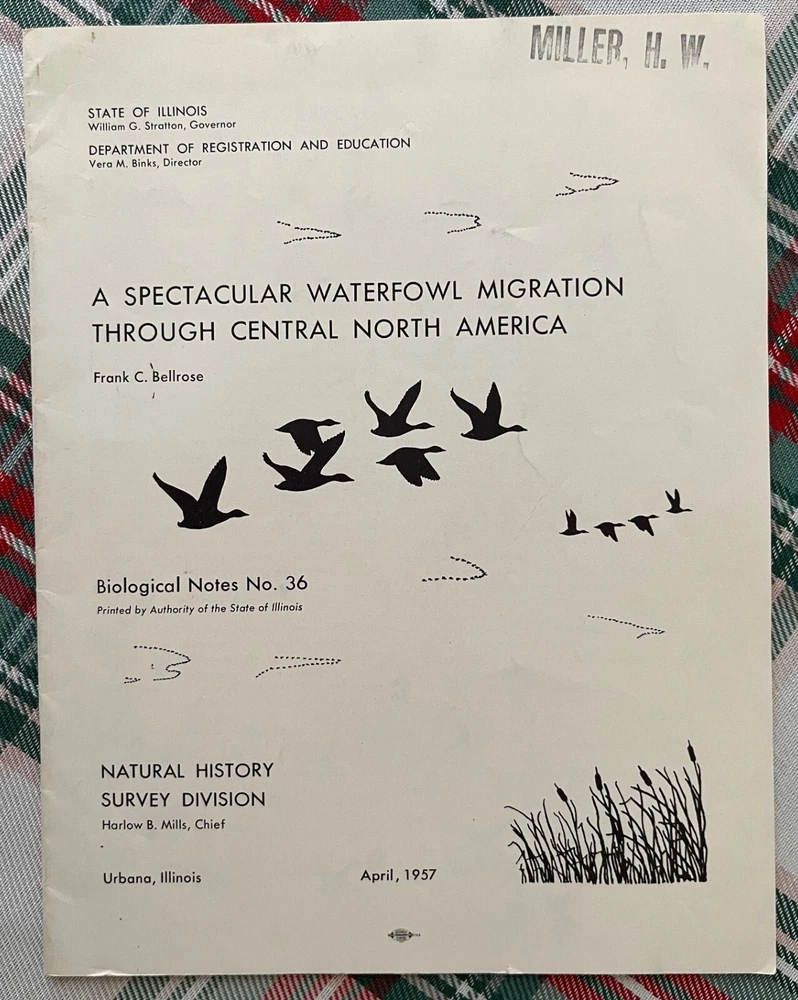 MILLER, H. W.
STATE OF ILLINOIS
William G. Stratton, Governor
DEPARTMENT OF REGISTRATION AND EDUCATION
Vera M. Binks, Director
A SPECTACULAR WATERFOWL MIGRATION
THROUGH CENTRAL NORTH AMERICA
Frank C. Bellrose
Biological Notes No. 36
Printed by Authority of the State of Illinois
NATURAL HISTORY
SURVEY DIVISION
Harlow B. Mills, Chief
Urbana, Illinois April, 1957